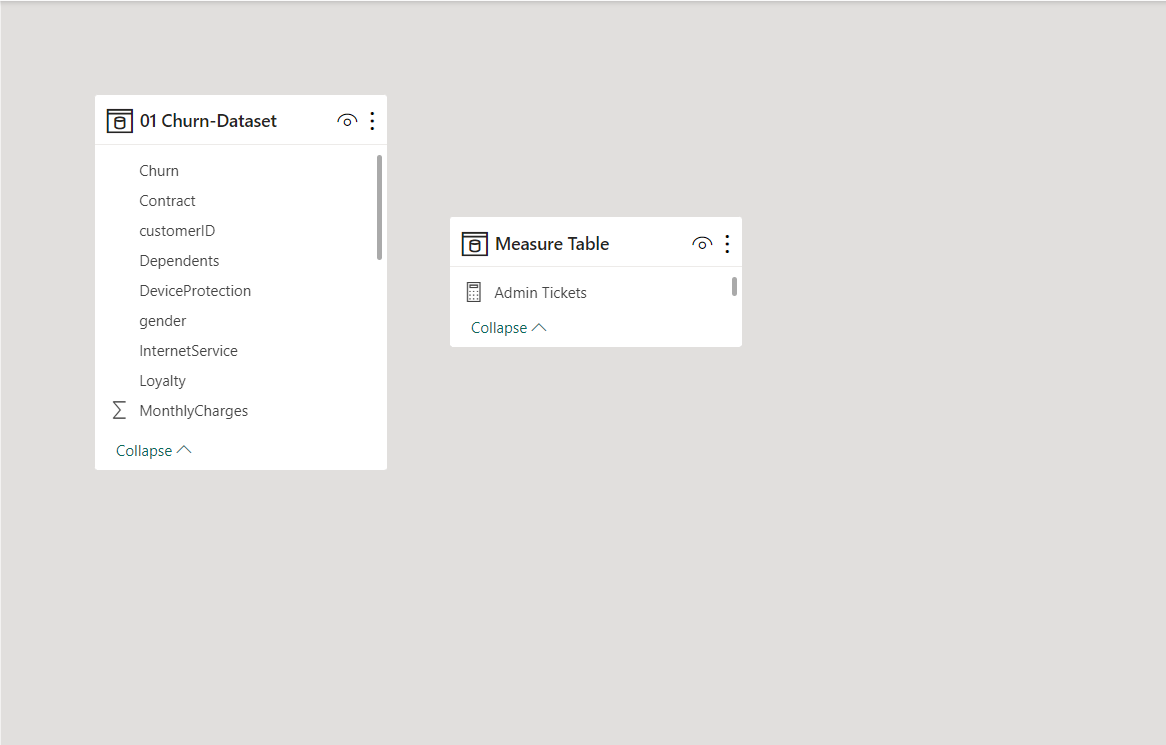 01 Churn-Dataset
Churn
Contract
customerID
Dependents
DeviceProtection
gender
InternetService
Loyalty
MonthlyCharges
Collapse
Measure Table
Admin Tickets
Collapse